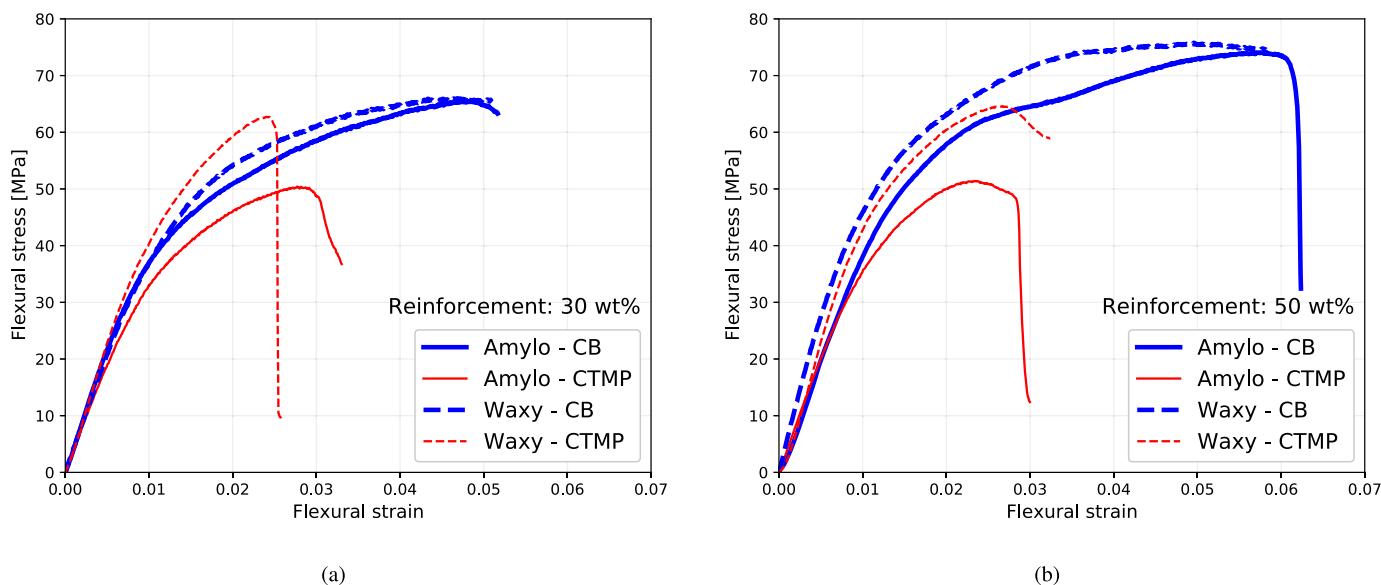 80
70
60
50
40
30
20
10
0
Flexural stress [MPa]
0.00 0.01 0.02 0.03 0.04 0.05 0.06 0.07
Flexural strain
Reinforcement: 30 wt%
Amylo - CB
Amylo - CTMP
Waxy - CB
Waxy - CTMP
(a)
80
70
60
50
40
30
20
10
0
Flexural stress [MPa]
0.00 0.01 0.02 0.03 0.04 0.05 0.06 0.07
Flexural strain
Reinforcement: 50 wt%
Amylo - CB
Amylo - CTMP
Waxy - CB
Waxy - CTMP
(b)